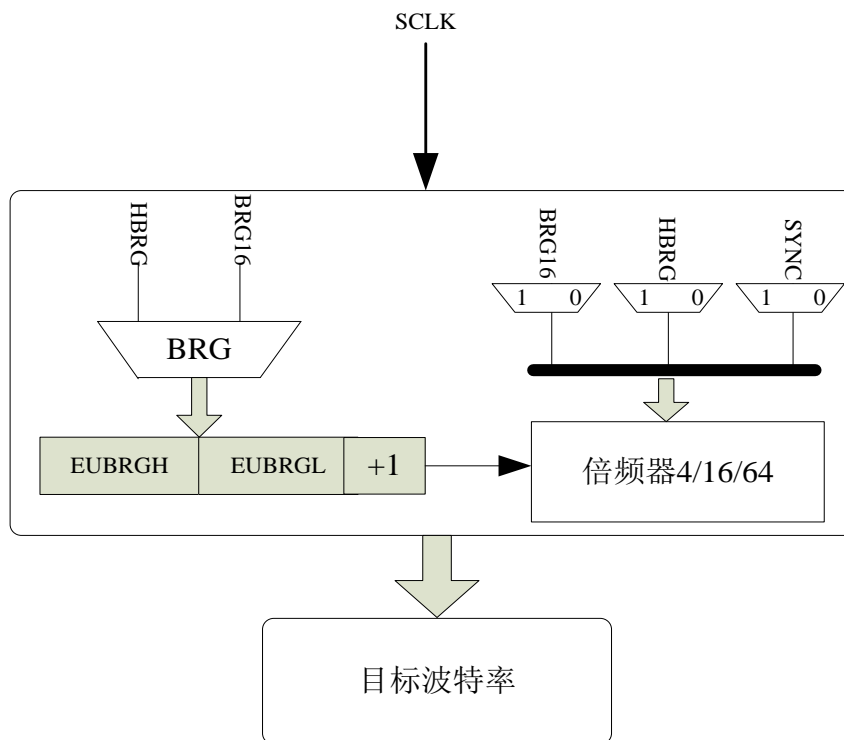 SCLK
HBRG
BRG16
BRG16
HBRG
SYNC
1 0
1 0
1 0
BRG
EUBRGH
EUBRGL
+1
倍频器4/16/64
目标波特率